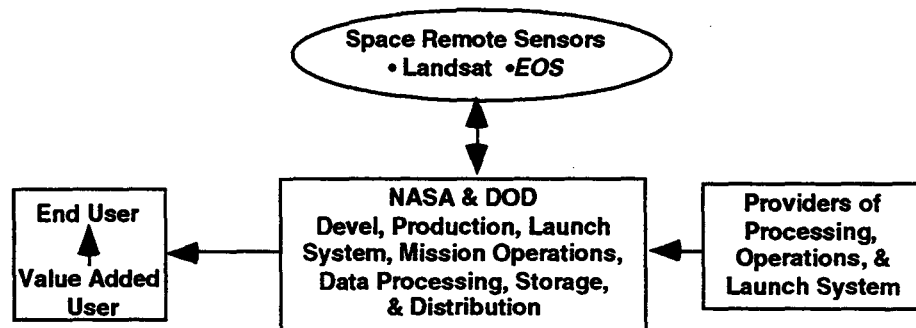 Space Remote Sensors
• Landsat •EOS
NASA & DOD
Devel, Production, Launch
System, Mission Operations,
Data Processing, Storage,
& Distribution
End User
Value Added
User
Providers of
Processing,
Operations, &
Launch System